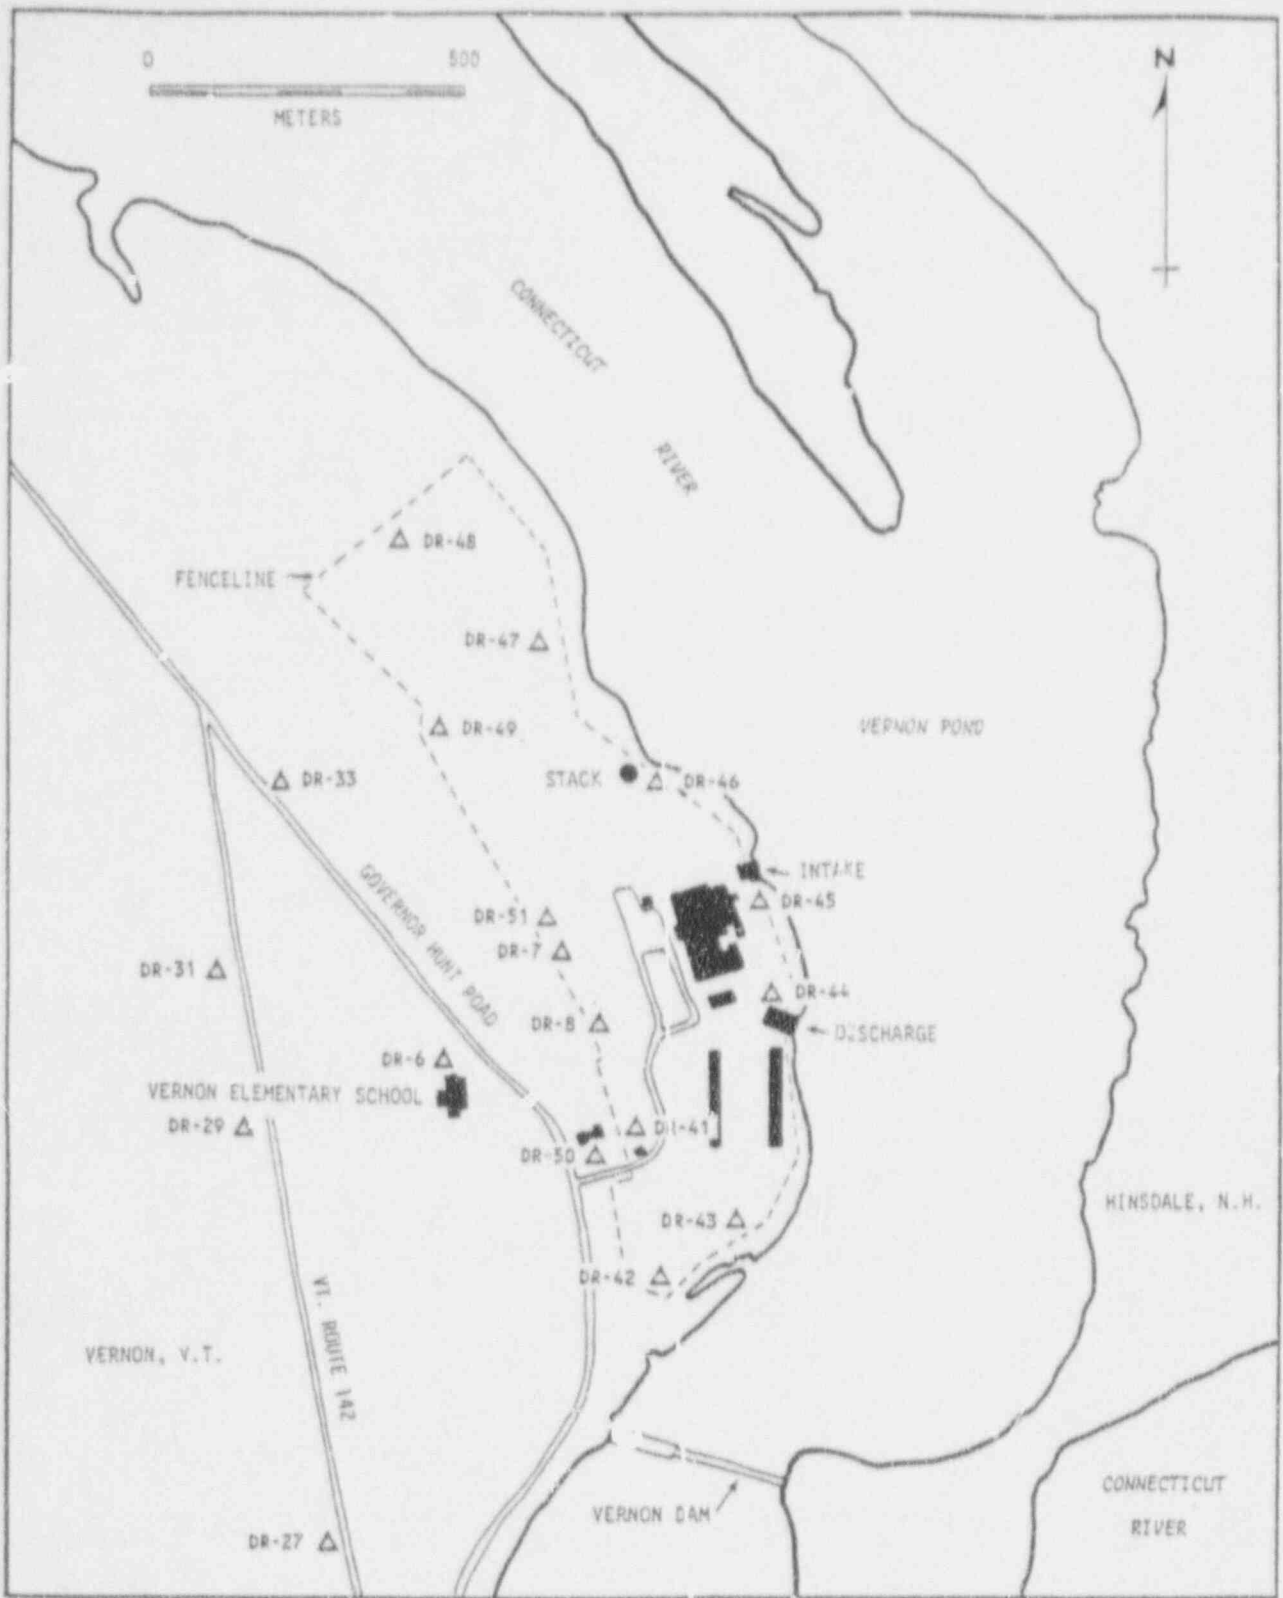 0 500
METERS
N
CONNECTICUT
RIVER
DR-48
FENCELINE
DR-47
DR-49
VERNON POND
DR-33
STACK
DR-46
INTAKE
DR-45
GOVERNOR HUNT ROAD
DR-51
DR-7
DR-31
DR-44
DR-8
DISCHARGE
DR-6
VERNON ELEMENTARY SCHOOL
DR-29
DR-41
DR-50
HINSDALE, N.H.
DR-43
DR-42
VT. ROUTE 142
VERNON, V.T.
CONNECTICUT
RIVER
VERNON DAM
DR-27